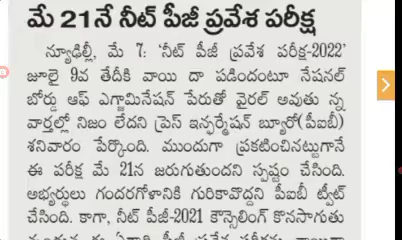 మే 21నే నీట్ పీజీ ప్రవేశ పరీక్ష
న్యూఢిల్లీ, మే 7: ‘నీట్ పీజీ ప్రవేశ పరీక్ష-2022’
జూలై 9వ తేదీకి వాయి దా పడిందంటూ నేషనల్
బోర్డు ఆఫ్ ఎగ్జామినేషన్ పేరుతో వైరల్ అవుతు న్న
వార్తల్లో నిజం లేదని ప్రెస్ ఇన్ఫర్మేషన్ బ్యూరో(పీఐబీ)
శనివారం పేర్కొంది. ముందుగా ప్రకటించినట్టుగానే
ఈ పరీక్ష మే 21న జరుగుతుందని స్పష్టం చేసింది.
అభ్యర్థులు గందరగోళానికి గురికావొద్దని పీఐబీ ట్వీట్
చేసింది. కాగా, నీట్ పీజీ-2021 కౌన్సెలింగ్ కొనసాగుతు